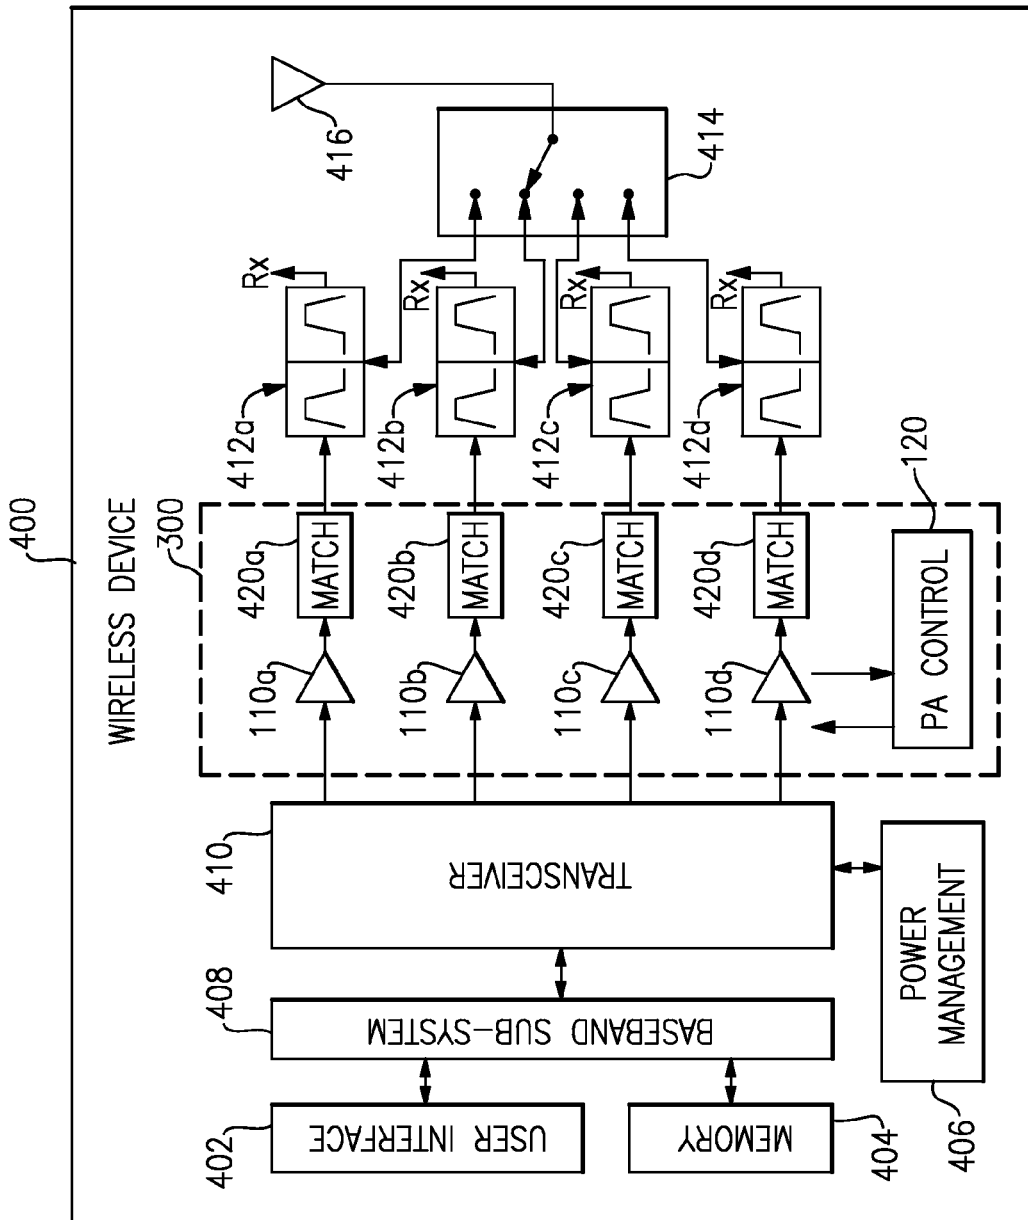 400
WIRELESS DEVICE
300
416
414
Rx
Rx
Rx
Rx
412a
412b
412c
412d
420a
MATCH
420b
MATCH
420c
MATCH
420d
MATCH
110a
110b
110c
110d
120
PA CONTROL
410
TRANSCEIVER
408
BASEBAND SUB-SYSTEM
POWER
MANAGEMENT
406
402
USER INTERFACE
MEMORY
404